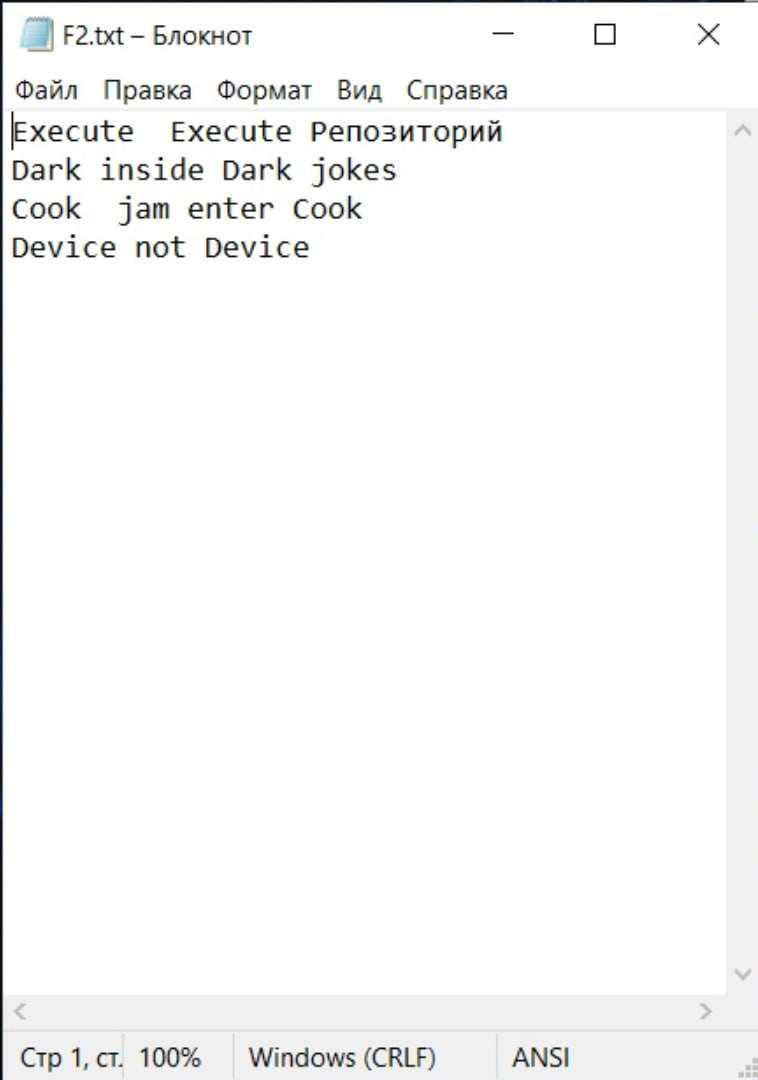 F2.txt – Блокнот
Файл Правка Формат Вид Справка
Execute  Execute Репозиторий
Dark inside Dark jokes
Cook  jam enter Cook
Device not Device
Стр 1, ст. 100% Windows (CRLF) ANSI